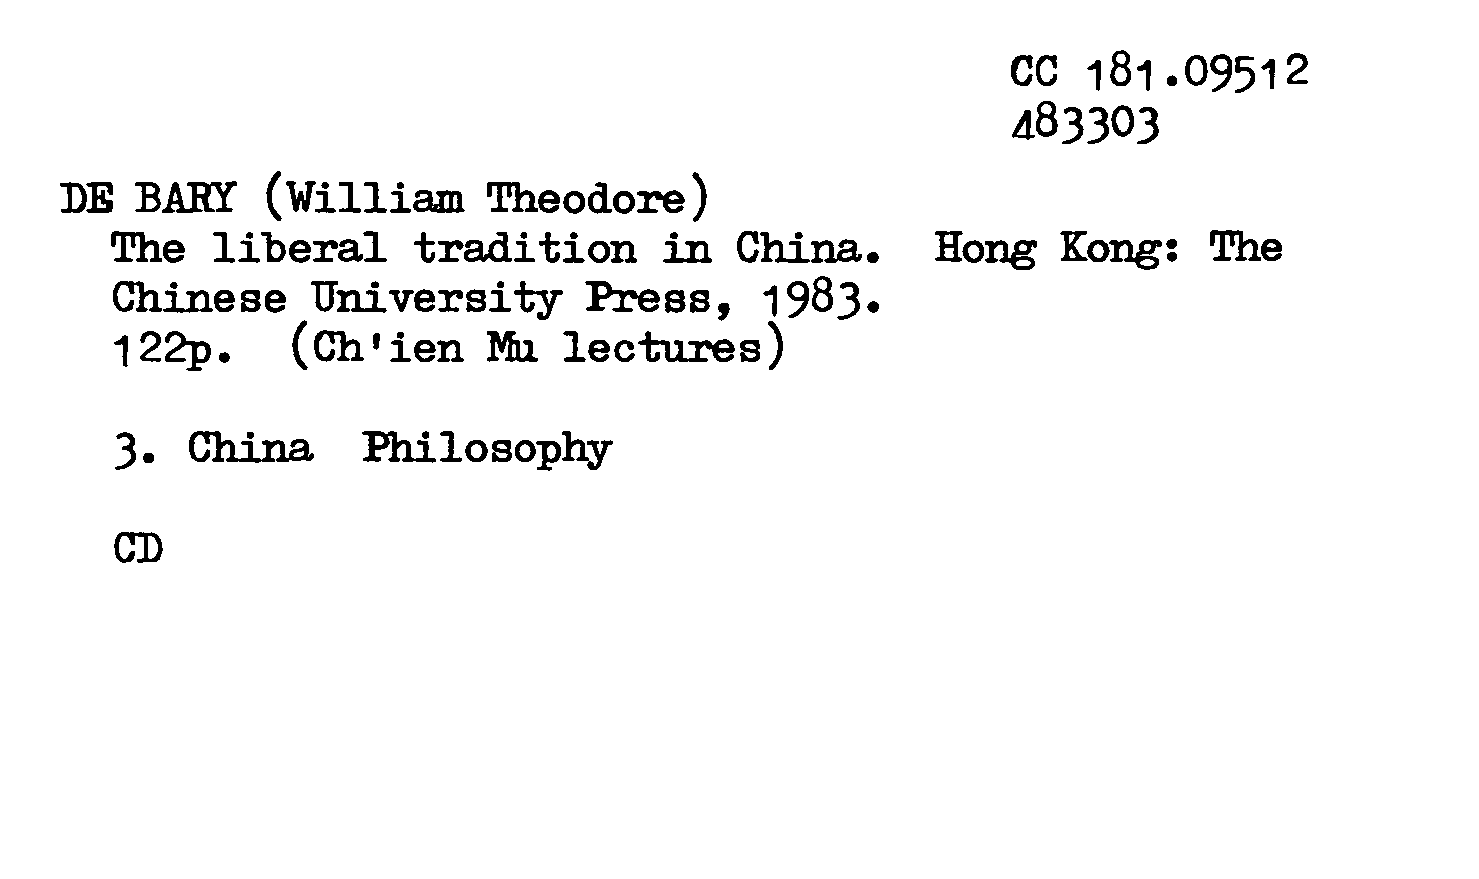 CC 181.09512
483303
DE BARY (William Theodore)
The liberal tradition in China. Hong Kong: The
Chinese University Press, 1983.
122p. (Ch'ien Mu lectures)
3. China Philosophy
CD